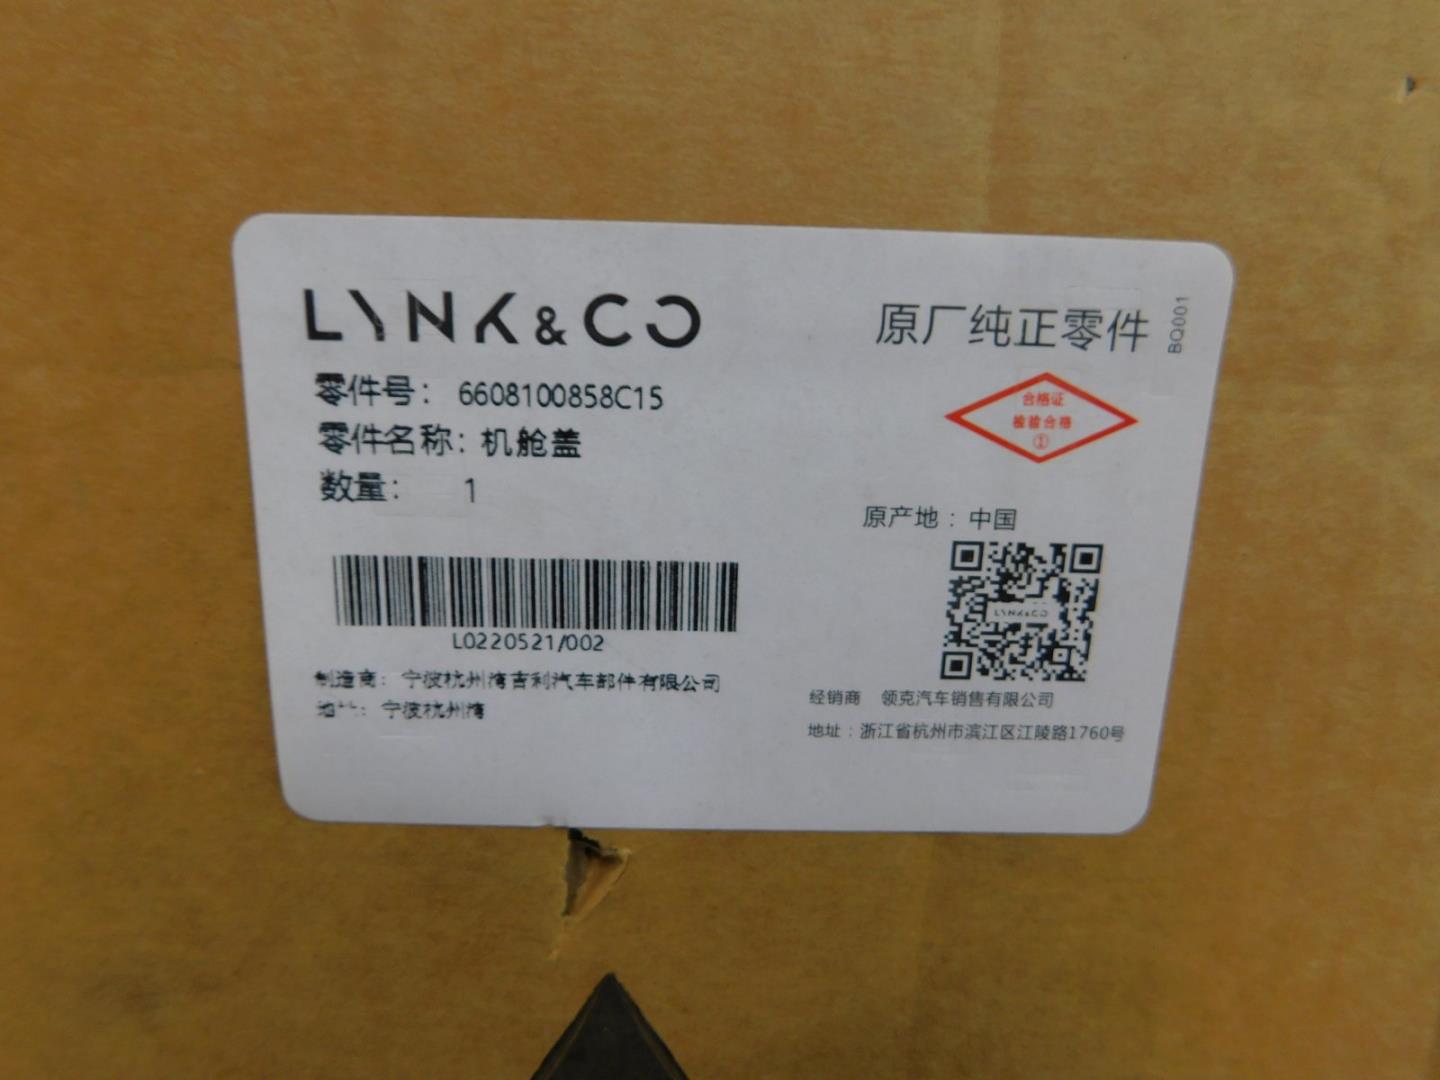 LYNK&CO
原厂纯正零件
BQ001
零件号： 6608100858C15
零件名称：机舱盖
数量： 1
合格证
检验合格
①
原产地：中国
LYNK&CO
L0220521/002
制造商：宁波杭州湾吉利汽车部件有限公司
地址：宁波杭州湾
经销商 领克汽车销售有限公司
地址：浙江省杭州市滨江区江陵路1760号